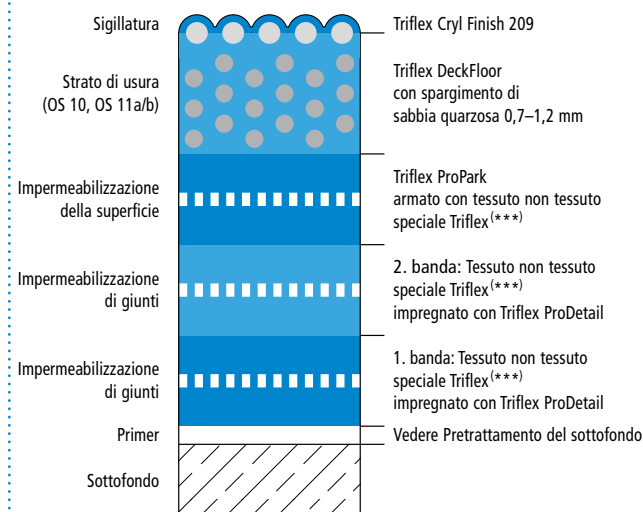 Sigillatura
Triflex Cryl Finish 209
Strato di usura
(OS 10, OS 11a/b)
Triflex DeckFloor
con spargimento di
sabbia quarzosa 0,7–1,2 mm
Impermeabilizzazione
della superficie
Triflex ProPark
armato con tessuto non tessuto
speciale Triflex(***)
Impermeabilizzazione
di giunti
2. banda: Tessuto non tessuto
speciale Triflex(***)
impregnato con Triflex ProDetail
Impermeabilizzazione
di giunti
1. banda: Tessuto non tessuto
speciale Triflex(***)
impregnato con Triflex ProDetail
Primer
Vedere Pretrattamento del sottofondo
Sottofondo